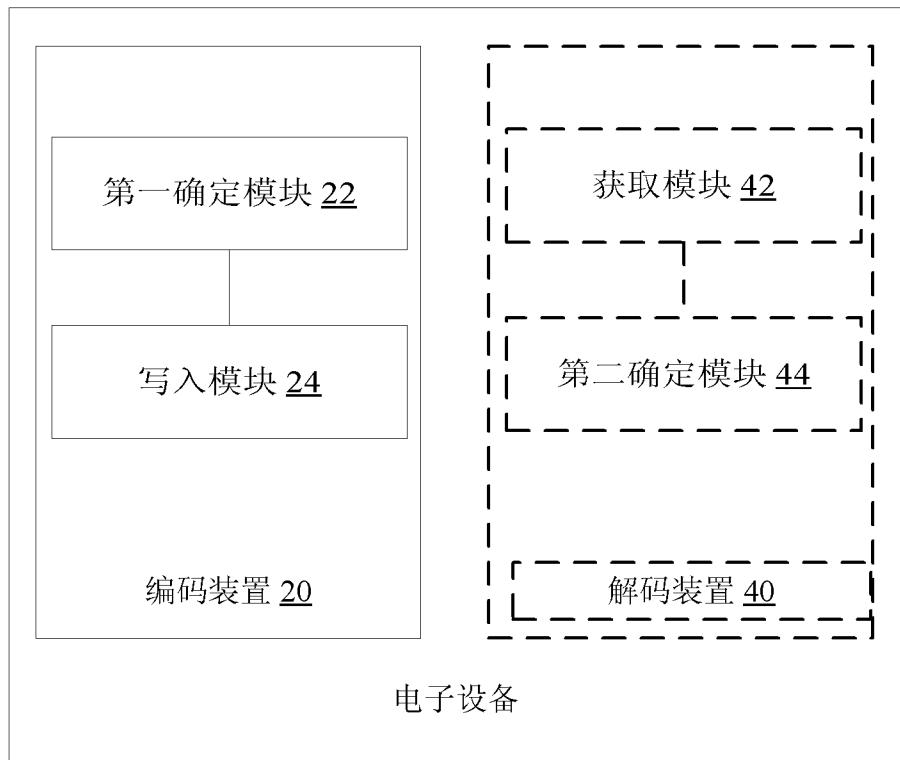 第一确定模块 22
写入模块 24
编码装置 20
获取模块 42
第二确定模块 44
解码装置 40
电子设备